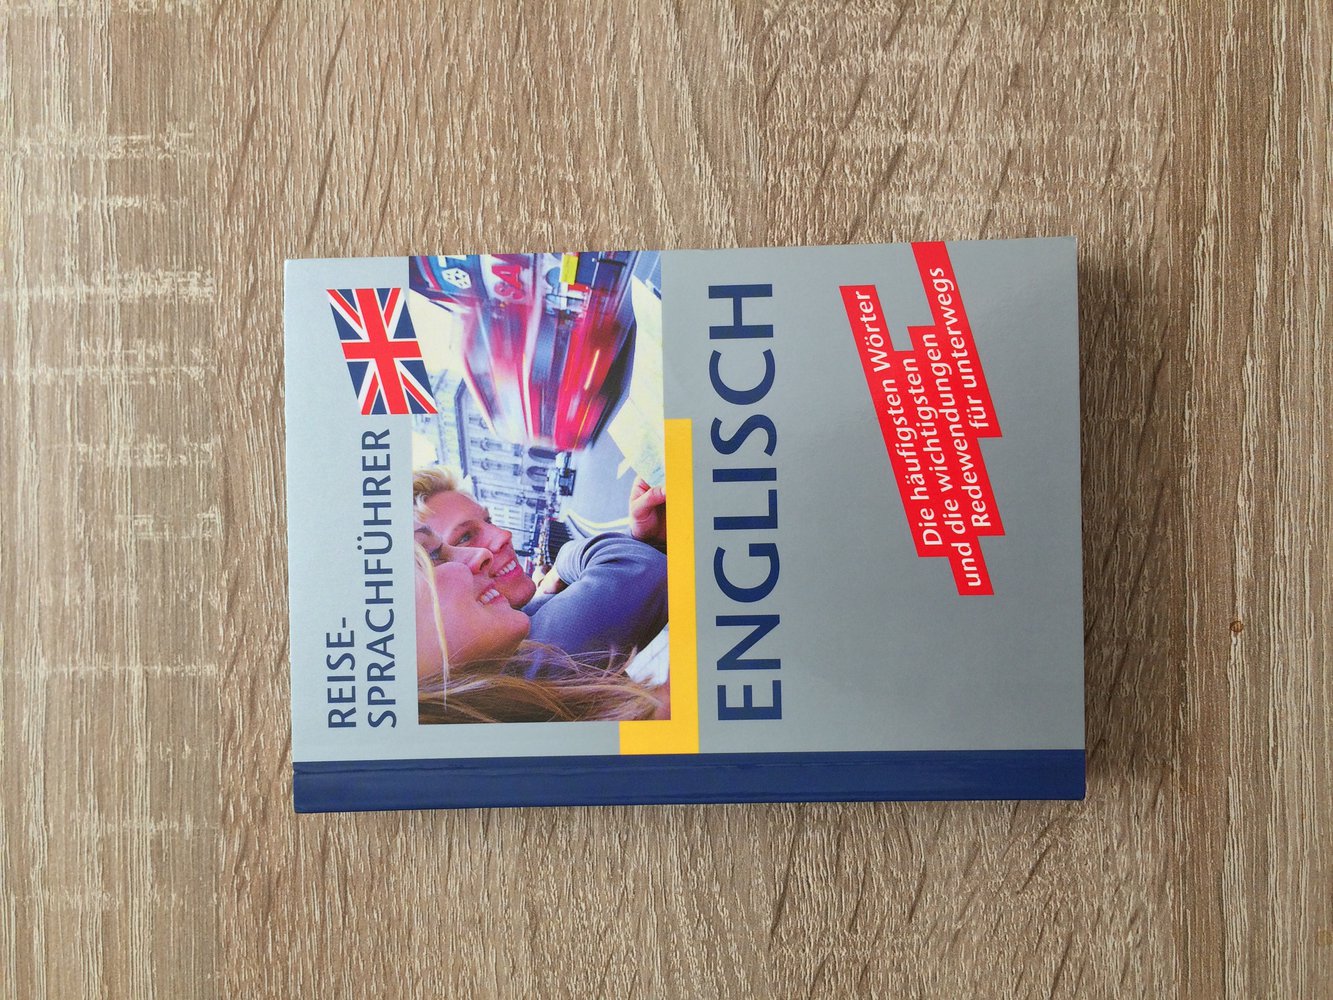 REISE-
SPRACHFÜHRER
ENGLISCH
Die häufigsten Wörter
und die wichtigsten
Redewendungen
für unterwegs